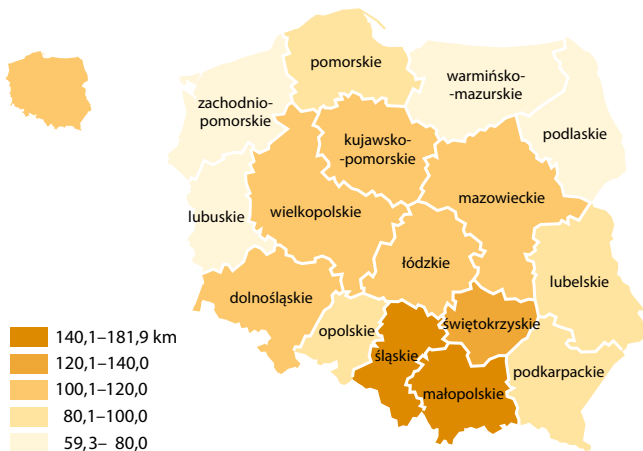 pomorskie
warmińsko-
-mazurskie
zachodnio-
pomorskie
podlaskie
kujawsko-
-pomorskie
mazowieckie
lubuskie
wielkopolskie
łódzkie
lubelskie
dolnośląskie
opolskie
świętokrzyskie
śląskie
podkarpackie
małopolskie
140,1–181,9 km
120,1–140,0
100,1–120,0
80,1–100,0
59,3– 80,0